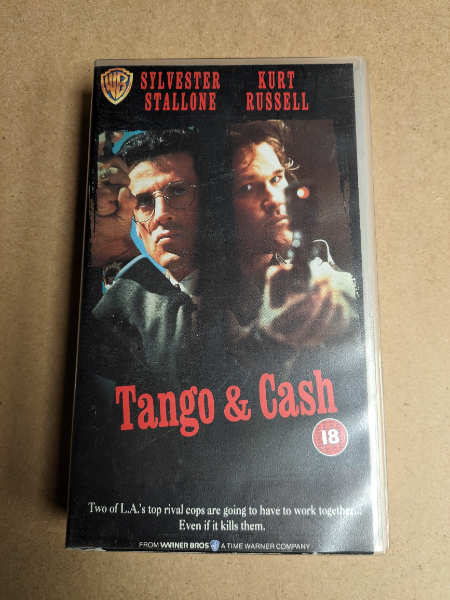 WB
SYLVESTER STALLONE
KURT RUSSELL
Tango & Cash
18
Two of L.A.'s top rival cops are going to have to work together...
Even if it kills them.
FROM WARNER BROS WB A TIME WARNER COMPANY